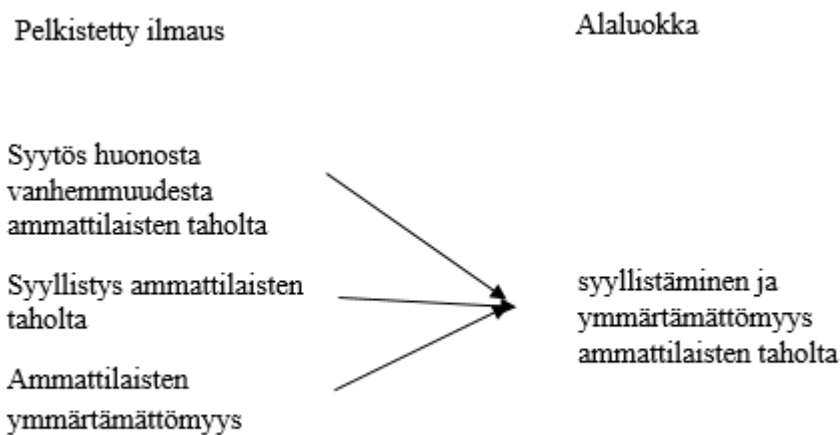 Pelkistetty ilmaus
Alaluokka
Syytös huonosta
vanhemmuudesta
ammattilaisten taholta
Syyllistys ammattilaisten
taholta
Ammattilaisten
ymmärtämättömyys
syyllistäminen ja
ymmärtämättömyys
ammattilaisten taholta